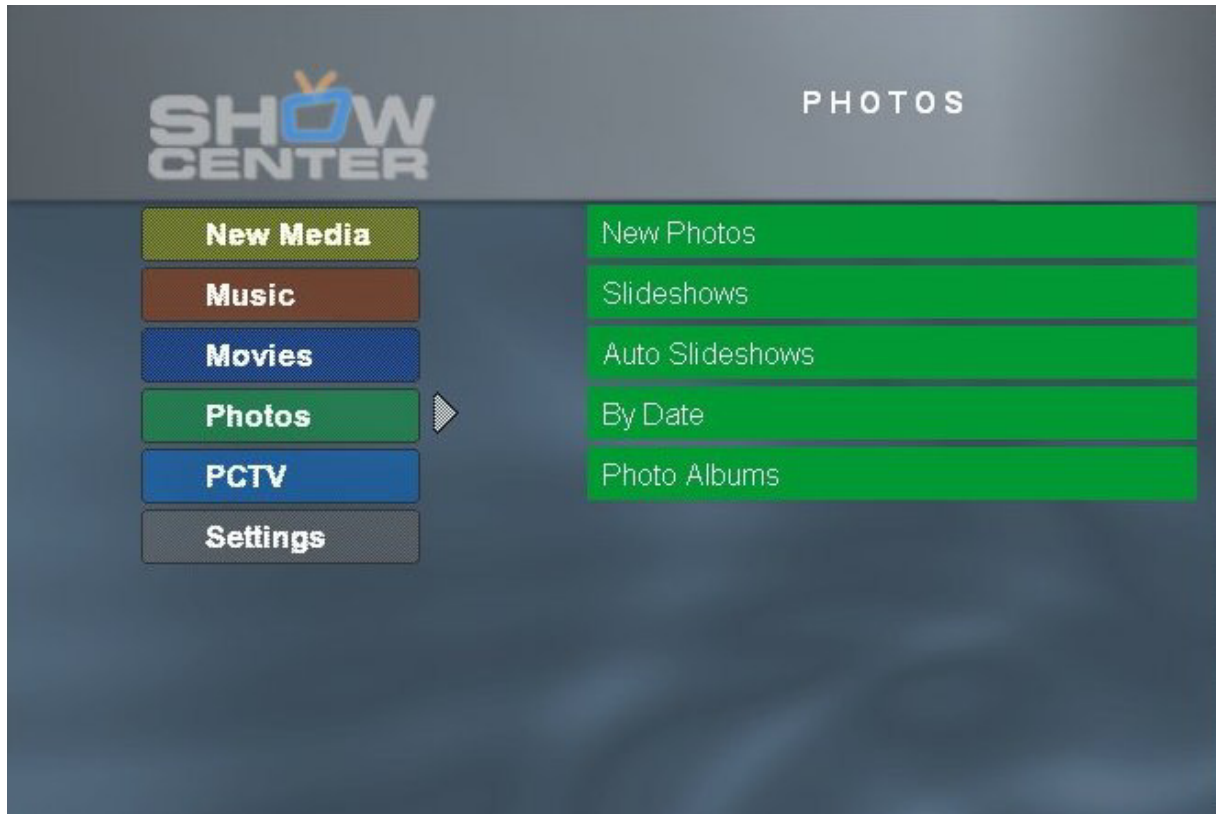 SHOW
CENTER
PHOTOS
New Media
Music
Movies
Photos
PCTV
Settings
New Photos
Slideshows
Auto Slideshows
By Date
Photo Albums